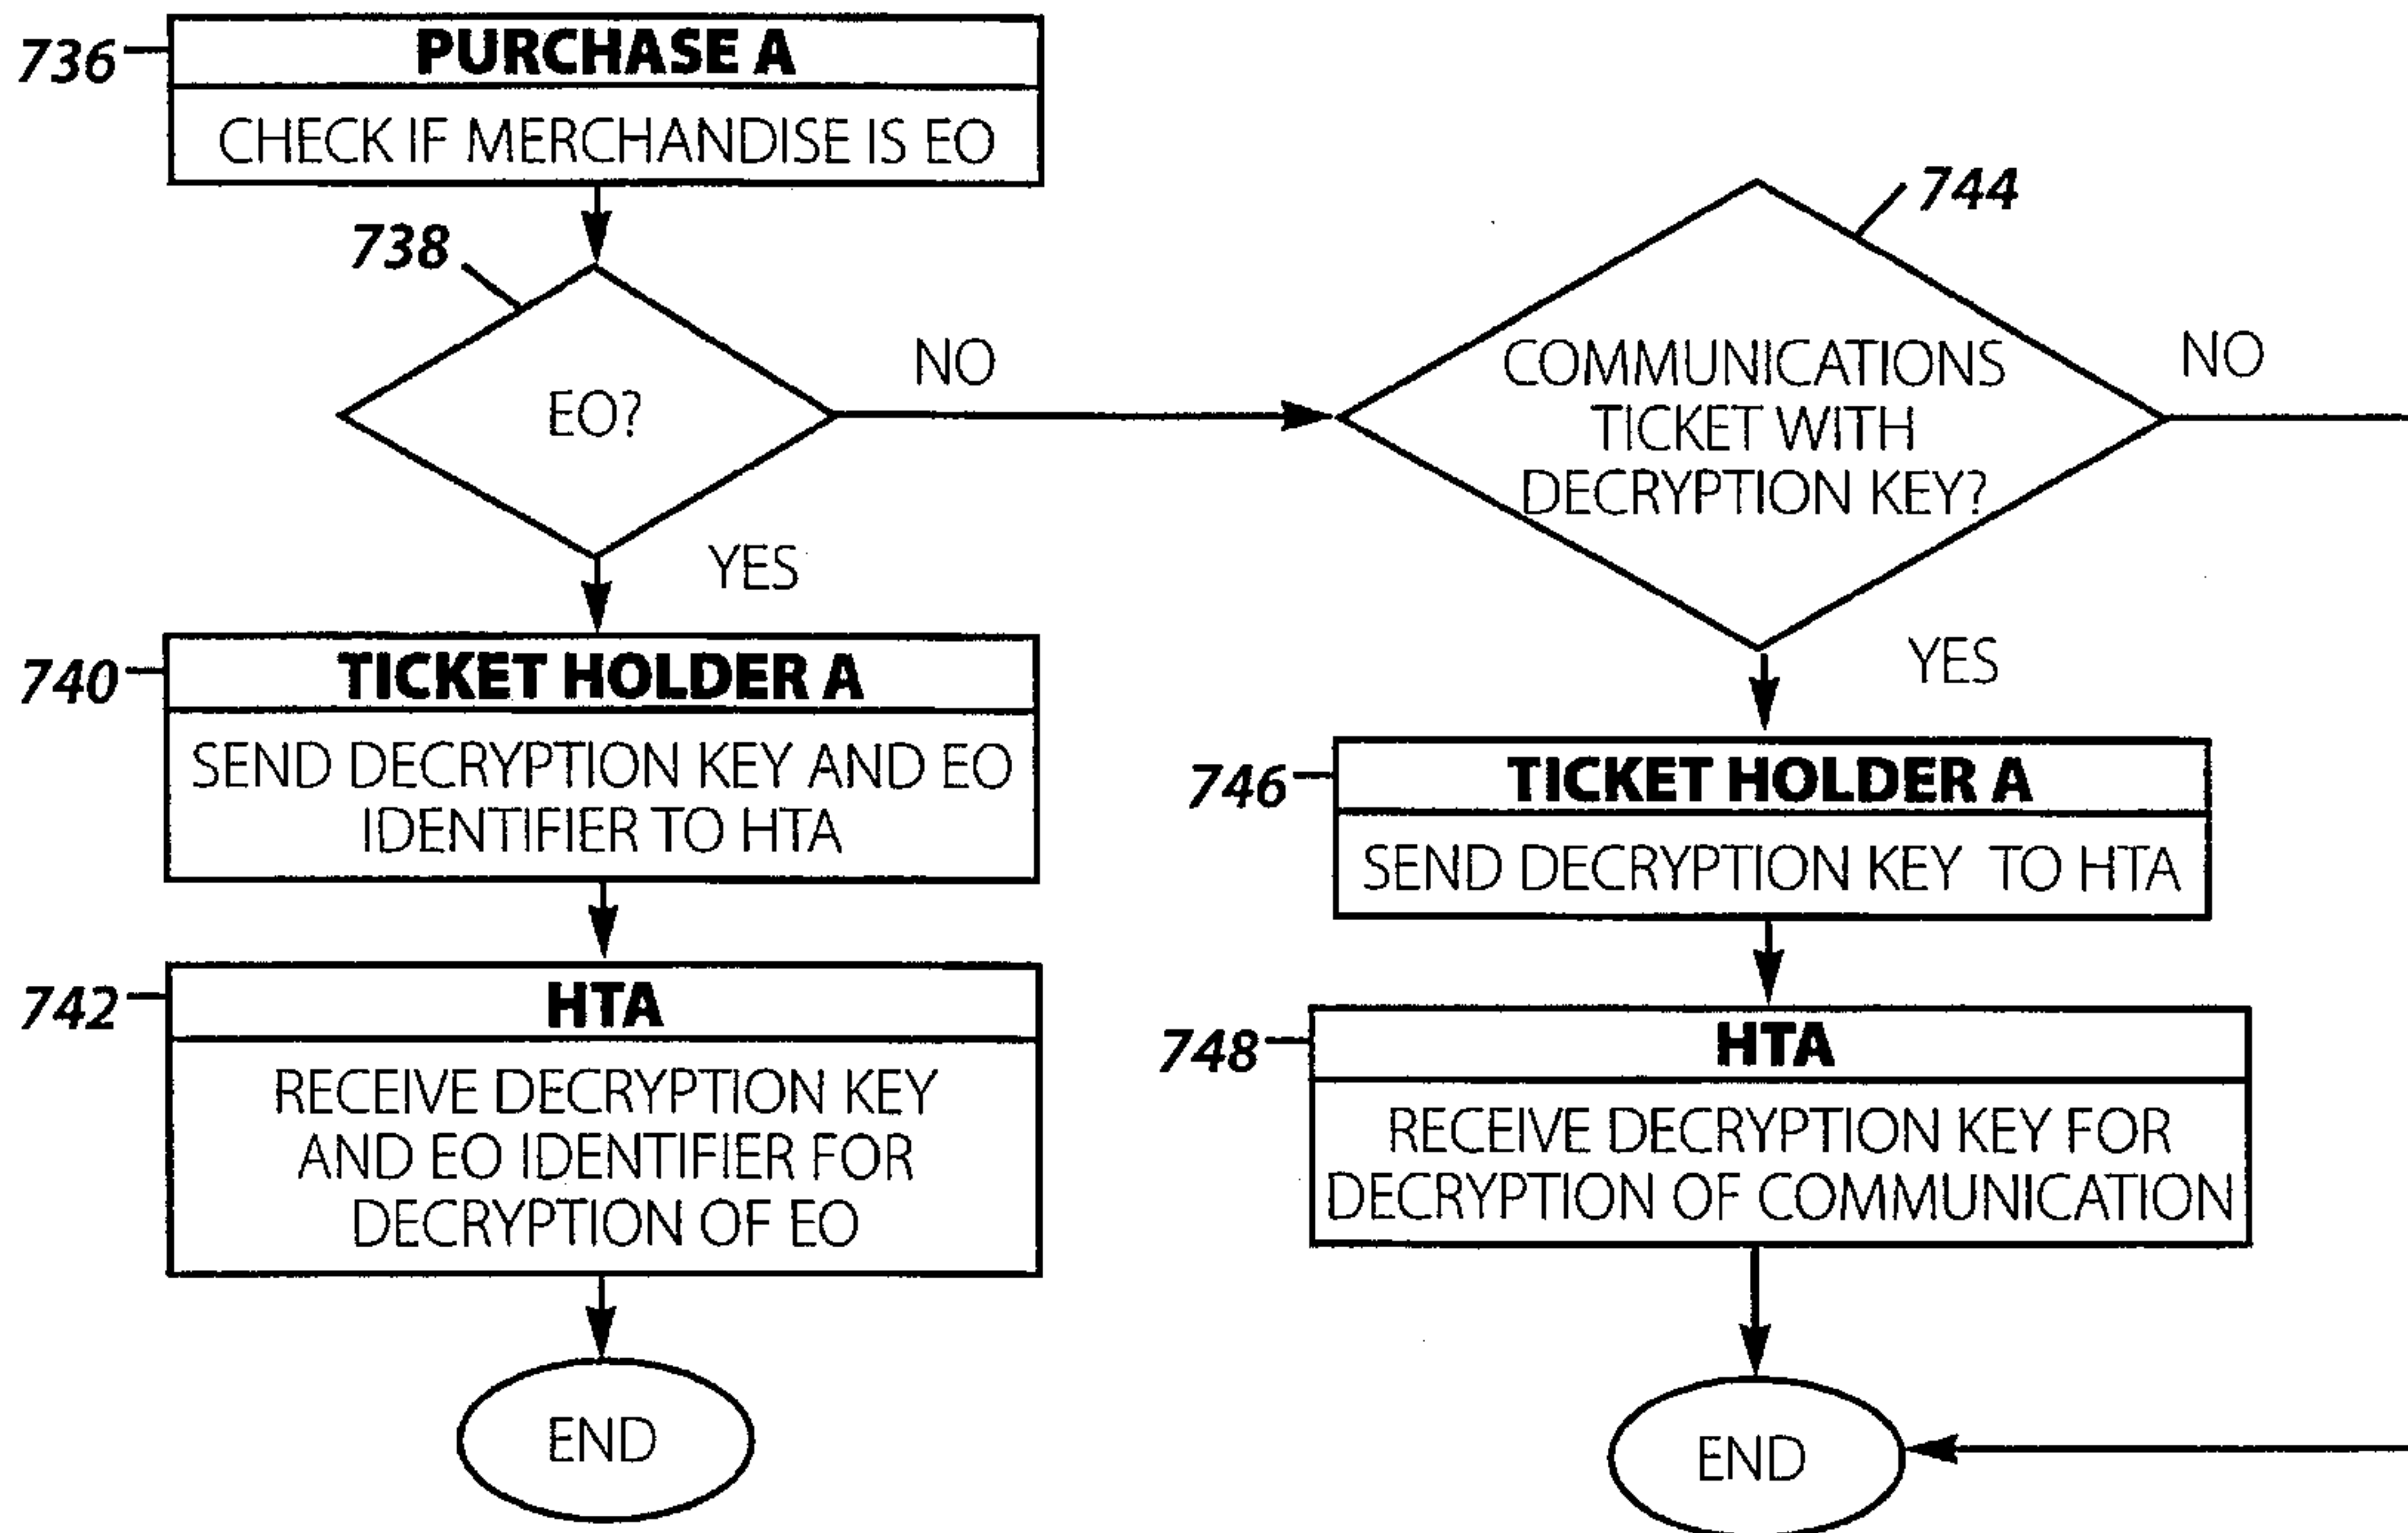 736
PURCHASE A
CHECK IF MERCHANDISE IS EO
738
EO?
NO
YES
740
TICKET HOLDER A
SEND DECRYPTION KEY AND EO
IDENTIFIER TO HTA
742
HTA
RECEIVE DECRYPTION KEY
AND EO IDENTIFIER FOR
DECRYPTION OF EO
END
744
COMMUNICATIONS
TICKET WITH
DECRYPTION KEY?
NO
YES
746
TICKET HOLDER A
SEND DECRYPTION KEY TO HTA
748
HTA
RECEIVE DECRYPTION KEY FOR
DECRYPTION OF COMMUNICATION
END